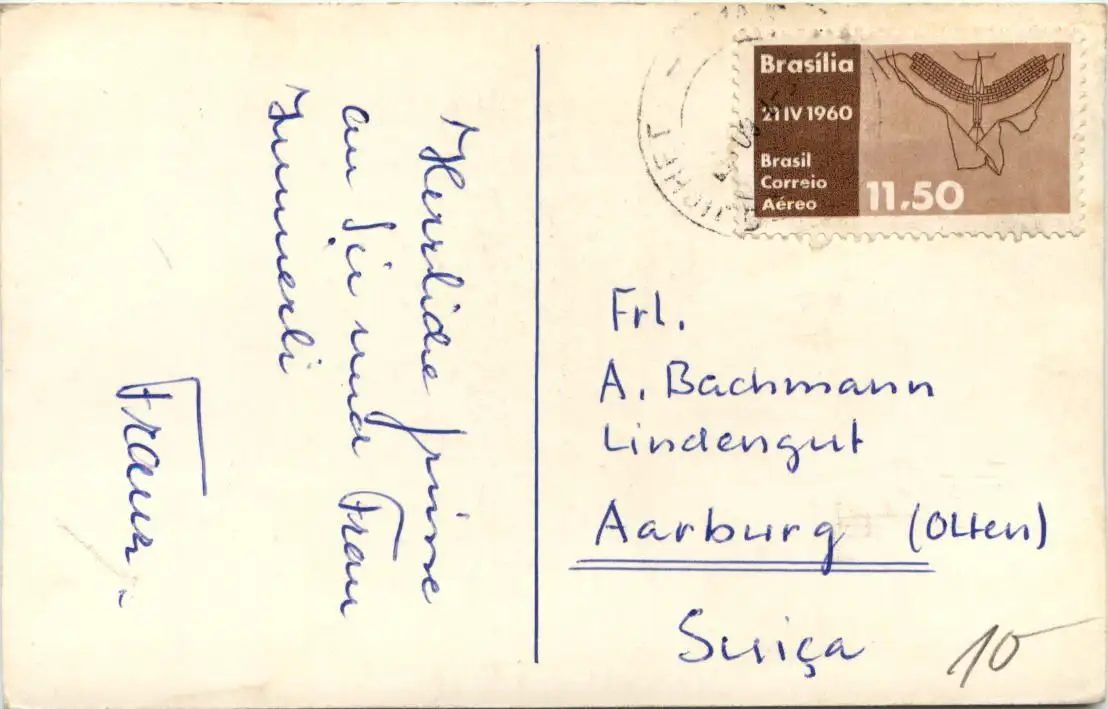 Herzliche Grüsse
an Sie und Frau
Zimmerli
Brasília
21 IV 1960
Brasil
Correio
Aéreo
11,50
Frl.
A. Bachmann
Lindengut
Aarburg (Olten)
Suiça
10